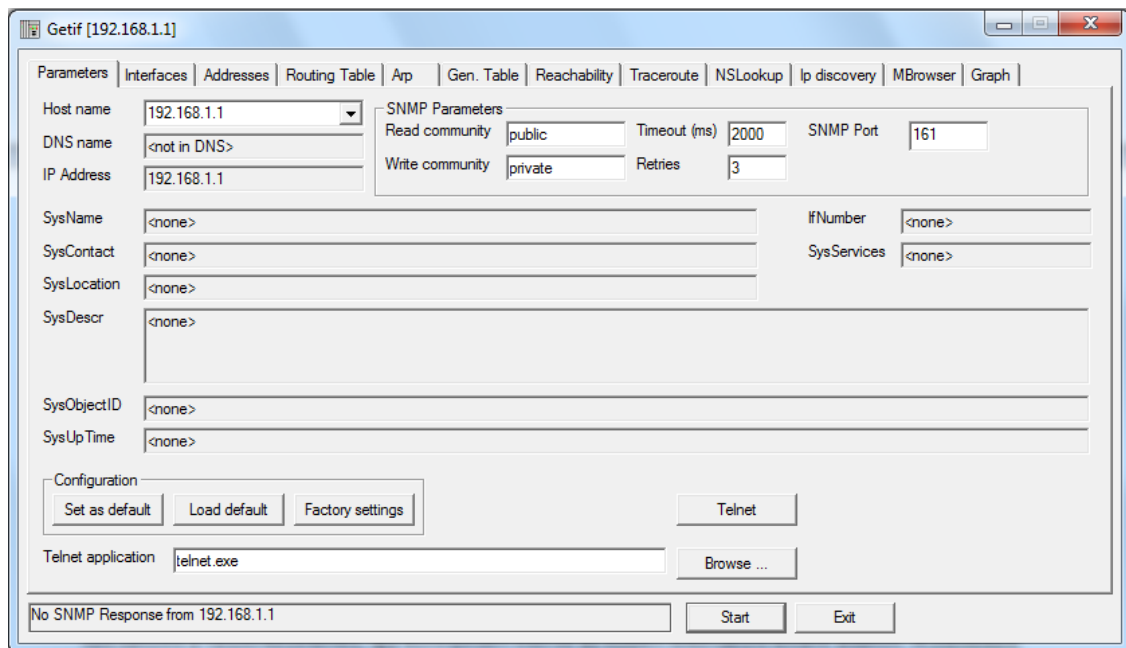 Getif [192.168.1.1]
Parameters Interfaces Addresses Routing Table Arp Gen. Table Reachability Traceroute NSLookup Ip discovery MBrowser Graph
Host name 192.168.1.1
DNS name <not in DNS>
IP Address 192.168.1.1
SNMP Parameters
Read community public Timeout (ms) 2000 SNMP Port 161
Write community private Retries 3
SysName <none> IfNumber <none>
SysContact <none> SysServices <none>
SysLocation <none>
SysDescr <none>
SysObjectID <none>
SysUpTime <none>
Configuration
Set as default Load default Factory settings Telnet
Telnet application telnet.exe Browse ...
No SNMP Response from 192.168.1.1 Start Exit